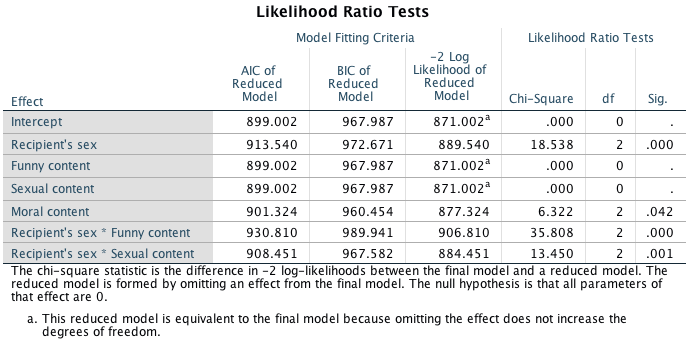 Likelihood Ratio Tests
Model Fitting Criteria Likelihood Ratio Tests
Effect AIC of Reduced Model BIC of Reduced Model -2 Log Likelihood of Reduced Model Chi-Square df Sig.
Intercept 899.002 967.987 871.002a .000 0 .
Recipient's sex 913.540 972.671 889.540 18.538 2 .000
Funny content 899.002 967.987 871.002a .000 0 .
Sexual content 899.002 967.987 871.002a .000 0 .
Moral content 901.324 960.454 877.324 6.322 2 .042
Recipient's sex * Funny content 930.810 989.941 906.810 35.808 2 .000
Recipient's sex * Sexual content 908.451 967.582 884.451 13.450 2 .001
The chi-square statistic is the difference in -2 log-likelihoods between the final model and a reduced model. The
reduced model is formed by omitting an effect from the final model. The null hypothesis is that all parameters of
that effect are 0.
a. This reduced model is equivalent to the final model because omitting the effect does not increase the
degrees of freedom.